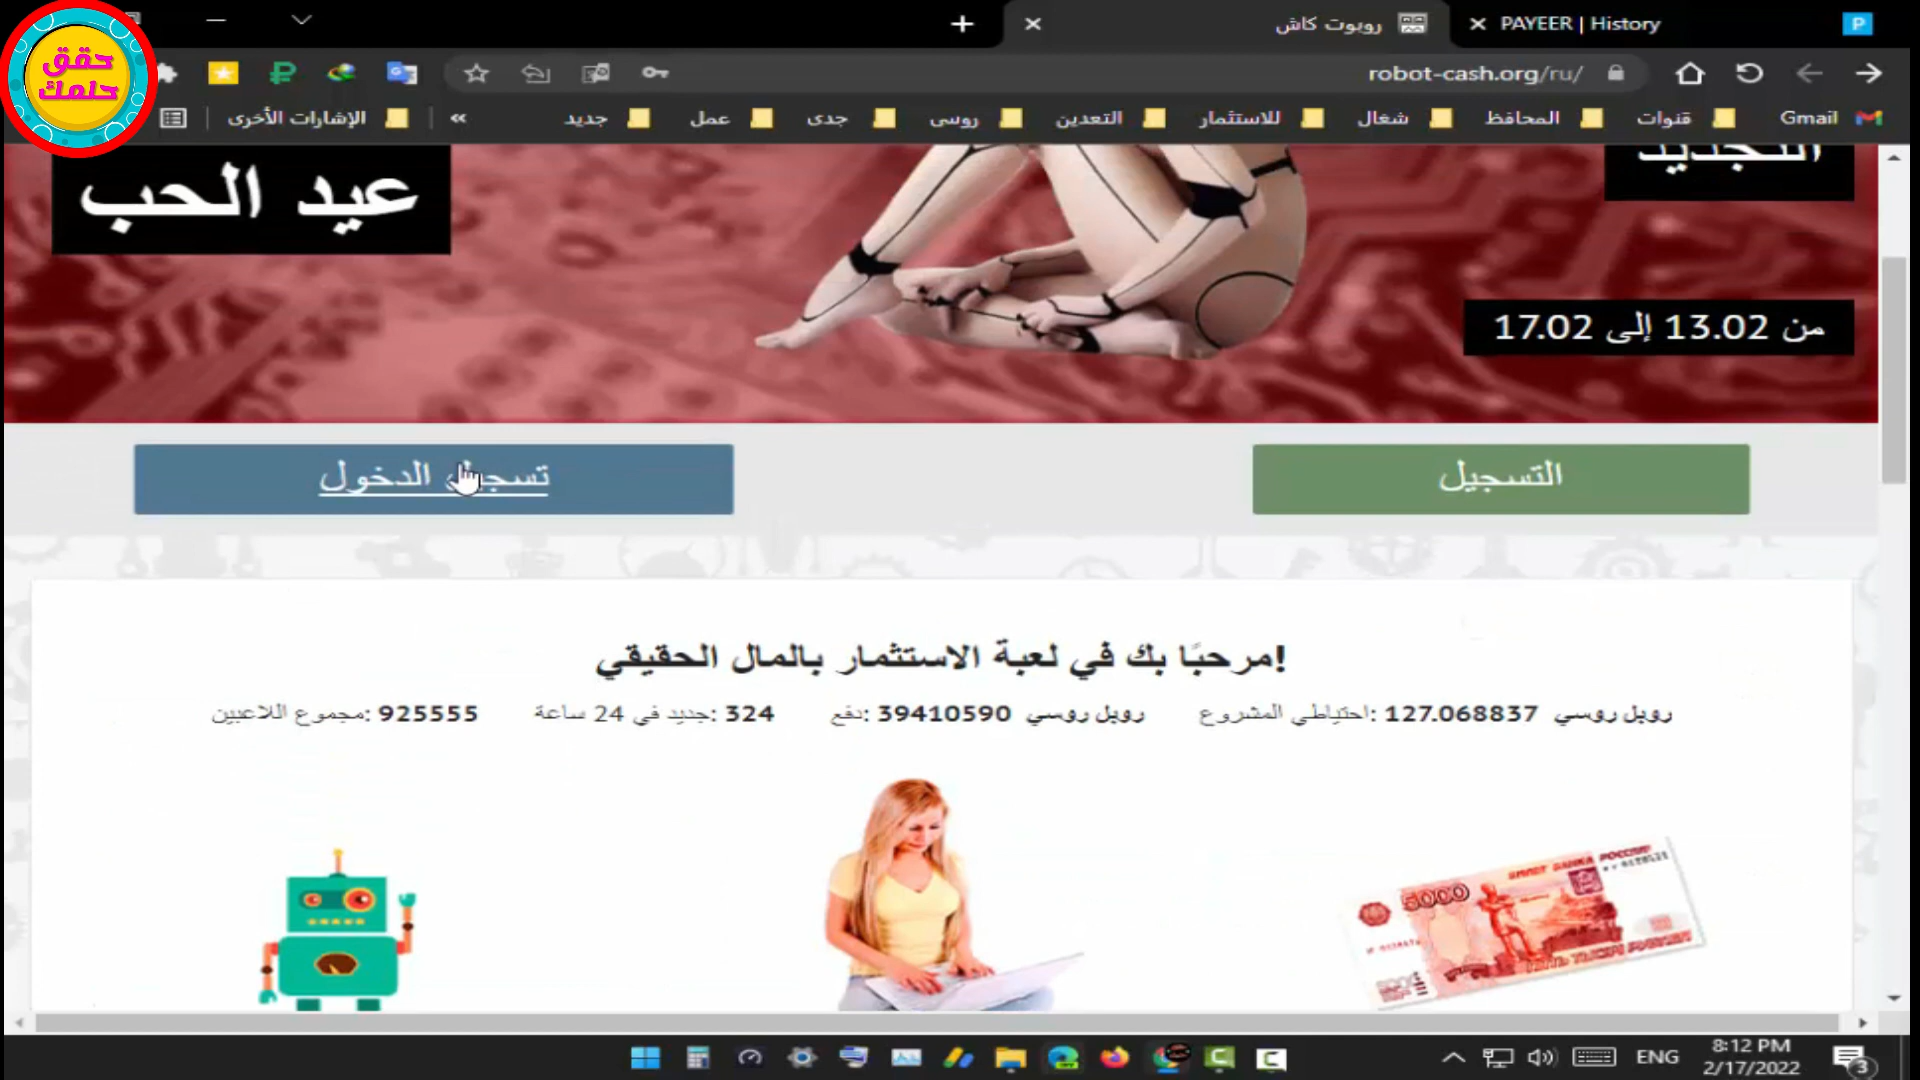 حقق
حلمك
روبوت كاش
PAYEER | History
P
robot-cash.org/ru/
Gmail
قنوات
المحافظ
شغال
للاستثمار
التعدين
روسى
جدى
عمل
جديد
»
الإشارات الأخرى
عيد الحب
من 13.02 إلى 17.02
التسجيل
تسجيل الدخول
مرحبًا بك في لعبة الاستثمار بالمال الحقيقي!
احتياطي المشروع: 127.068837 روبل روسي
دفع: 39410590 روبل روسي
جديد في 24 ساعة: 324
مجموع اللاعبين: 925555
5000
ENG
8:12 PM
2/17/2022
3